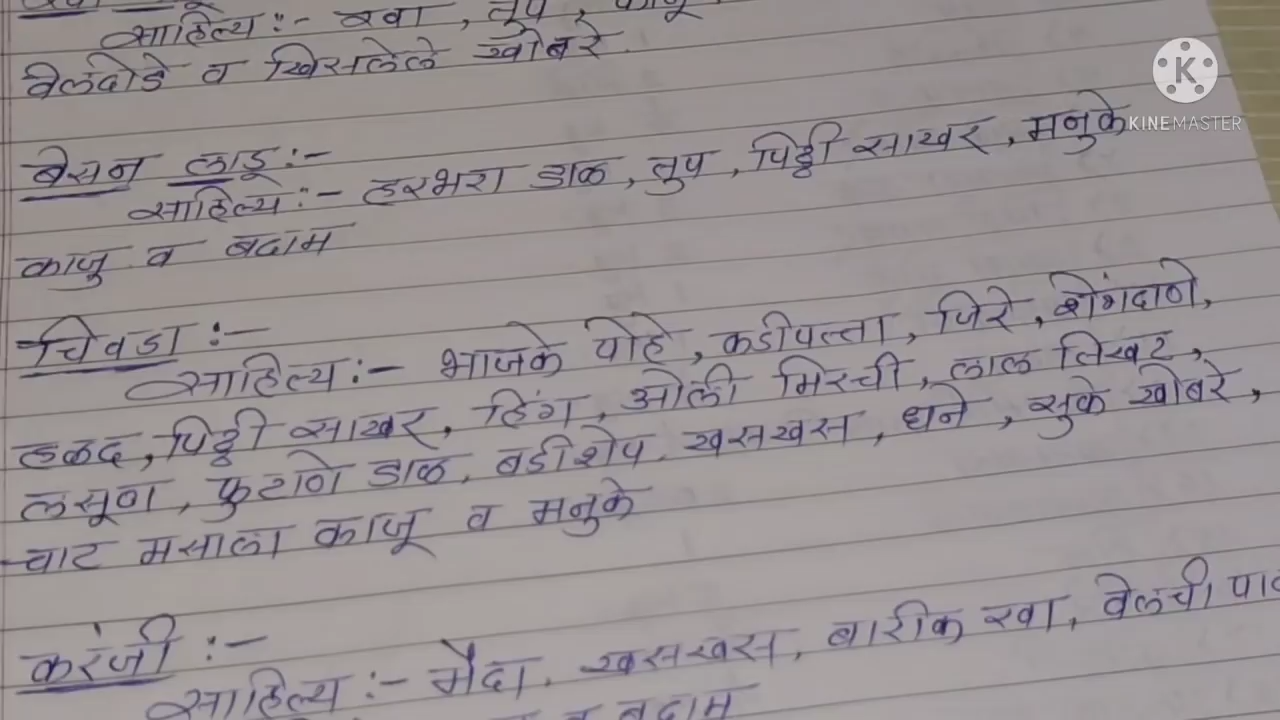 साहित्य :- रवा, तुप, काजू
वेलदोडे व खिसलेले खोबरे.
बेसन लाडू :-
साहित्य :- हरभरा डाळ, तुप, पिठ्ठी साखर, मनुके
काजु व बदाम
चिवडा :-
साहित्य :- भाजके पोहे, कडीपत्ता, जिरे, शेंगदाणे,
हळद, पिठ्ठी साखर, हिंग, ओली मिरची, लाल तिखट,
लसूण, फुटाणे डाळ, बडीशेप, खसखस, धने, सुके खोबरे,
चाट मसाला काजू व मनुके
करंजी :-
साहित्य :- मैदा, खसखस, बारीक रवा, वेलची
व बदाम
KINEMASTER